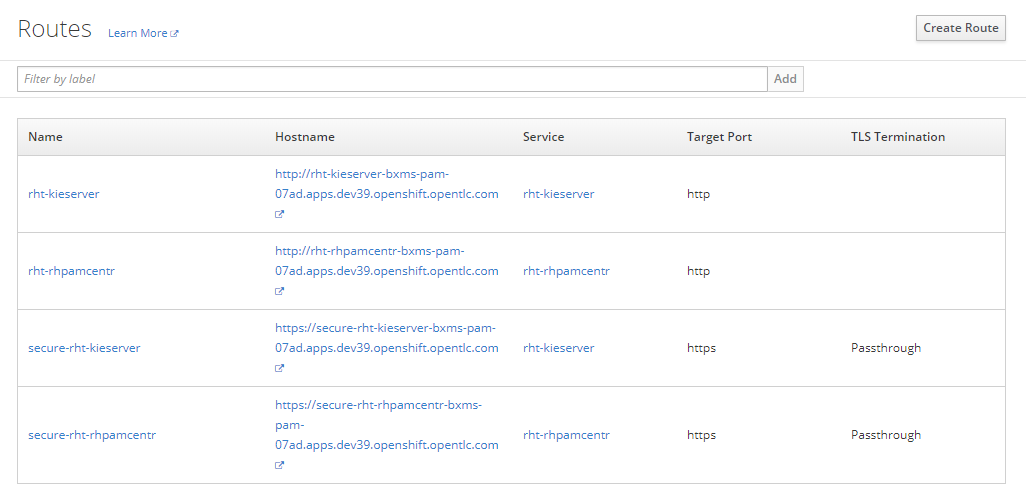 Routes Learn More
Create Route
Filter by label
Add
Name Hostname Service Target Port TLS Termination
http://rht-kieserver-bxms-pam-
rht-kieserver 07ad.apps.dev39.openshift.opentlc.com rht-kieserver http
http://rht-rhpamcentr-bxms-pam-
rht-rhpamcentr 07ad.apps.dev39.openshift.opentlc.com rht-rhpamcentr http
https://secure-rht-kieserver-bxms-pam-
secure-rht-kieserver 07ad.apps.dev39.openshift.opentlc.com rht-kieserver https Passthrough
https://secure-rht-rhpamcentr-bxms-
pam-
secure-rht-rhpamcentr 07ad.apps.dev39.openshift.opentlc.com rht-rhpamcentr https Passthrough